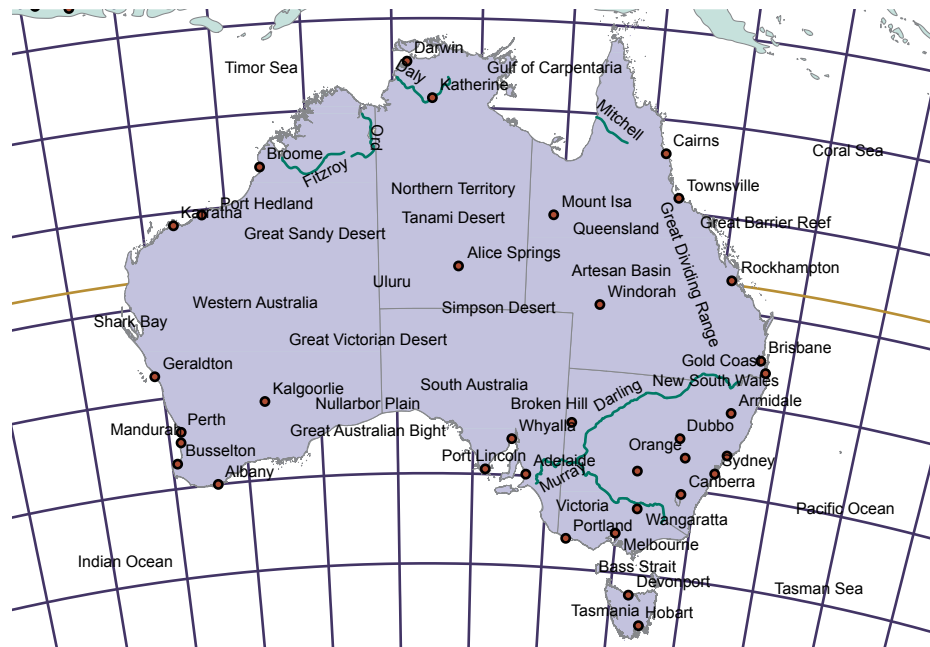 Darwin
Timor Sea
Daly
Gulf of Carpentaria
Katherine
Mitchell
Ord
Cairns
Coral Sea
Broome
Fitzroy
Northern Territory
Townsville
Port Hedland
Karratha
Tanami Desert
Mount Isa
Great Barrier Reef
Great Sandy Desert
Queensland
Great Dividing Range
Alice Springs
Rockhampton
Uluru
Artesan Basin
Windorah
Western Australia
Simpson Desert
Shark Bay
Great Victorian Desert
Brisbane
Gold Coast
Geraldton
New South Wales
South Australia
Kalgoorlie
Darling
Nullarbor Plain
Broken Hill
Armidale
Perth
Mandurah
Great Australian Bight
Whyalla
Dubbo
Orange
Busselton
Port Lincoln
Adelaide
Sydney
Albany
Murray
Canberra
Victoria
Pacific Ocean
Wangaratta
Portland
Melbourne
Indian Ocean
Bass Strait
Devonport
Tasman Sea
Tasmania
Hobart